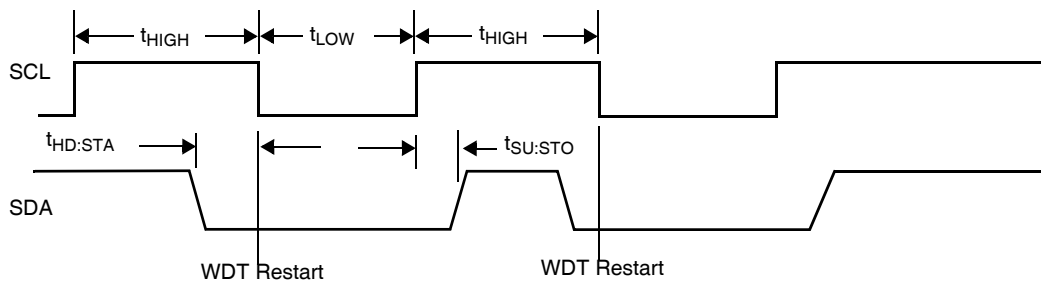 tHIGH tLOW tHIGH
SCL
tHD:STA tSU:STO
SDA
WDT Restart WDT Restart